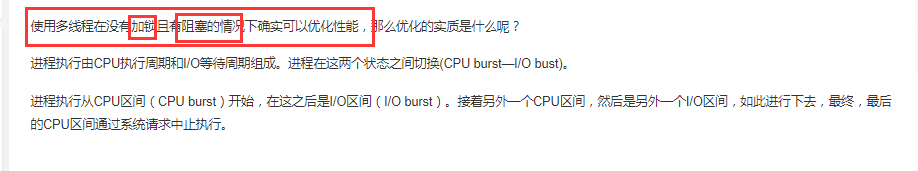 使用多线程在没有加锁且有阻塞的情况下确实可以优化性能，那么优化的实质是什么呢？
进程执行由CPU执行周期和I/O等待周期组成。进程在这两个状态之间切换(CPU burst—I/O bust)。
进程执行从CPU区间（CPU burst）开始，在这之后是I/O区间（I/O burst）。接着另外一个CPU区间，然后是另外一个I/O区间，如此进行下去，最终，最后
的CPU区间通过系统请求中止执行。